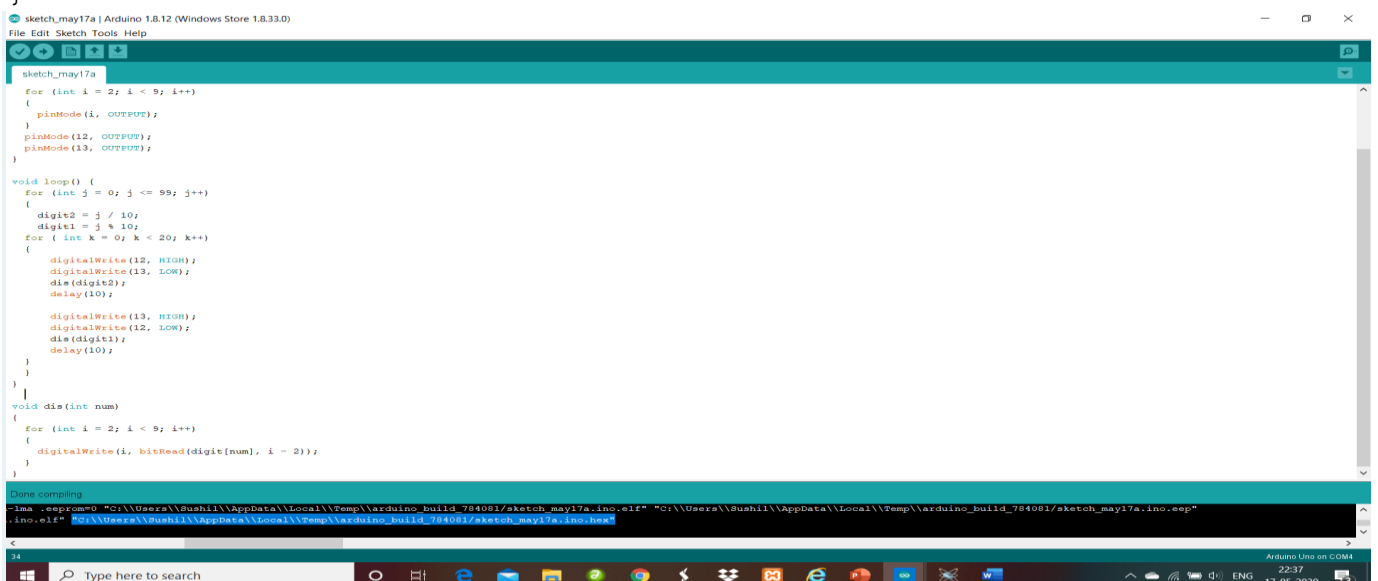 }
sketch_may17a | Arduino 1.8.12 (Windows Store 1.8.33.0)
File Edit Sketch Tools Help
sketch_may17a
for (int i = 2; i < 9; i++)
{
pinMode(i, OUTPUT);
}
pinMode(12, OUTPUT);
pinMode(13, OUTPUT);
}
void loop() {
for (int j = 0; j <= 99; j++)
{
digit2 = j / 10;
digit1 = j % 10;
for ( int k = 0; k < 20; k++)
{
digitalWrite(12, HIGH);
digitalWrite(13, LOW);
dis(digit2);
delay(10);
digitalWrite(13, HIGH);
digitalWrite(12, LOW);
dis(digit1);
delay(10);
}
}
}
void dis(int num)
{
for (int i = 2; i < 9; i++)
{
digitalWrite(i, bitRead(digit[num], i - 2));
}
}
Done compiling.
-lma .eeprom=0 "C:\\Users\\Sushil\\AppData\\Local\\Temp\\arduino_build_784081/sketch_may17a.ino.elf" "C:\\Users\\Sushil\\AppData\\Local\\Temp\\arduino_build_784081/sketch_may17a.ino.eep"
.ino.elf" "C:\\Users\\Sushil\\AppData\\Local\\Temp\\arduino_build_784081/sketch_may17a.ino.hex"
34
Arduino Uno on COM4
Type here to search
ENG
22:37
17-05-2020